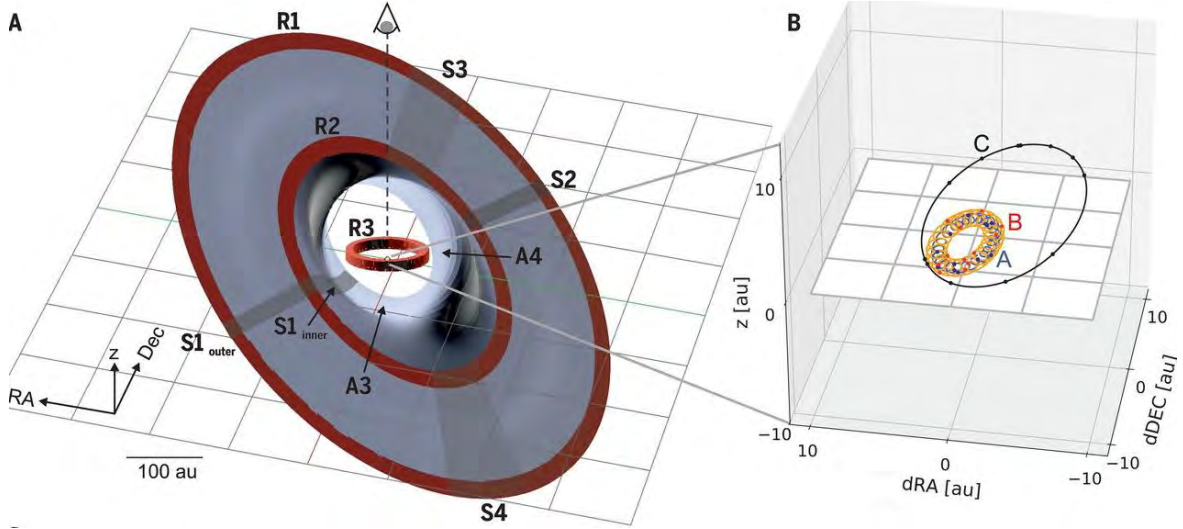 A
R1
S3
R2
S2
R3
A4
S1 inner
S1 outer
A3
z
Dec
RA
100 au
S4
B
C
B
A
10
z [au]
0
-10
10
0
dRA [au]
-10
-10
0
10
dDEC [au]